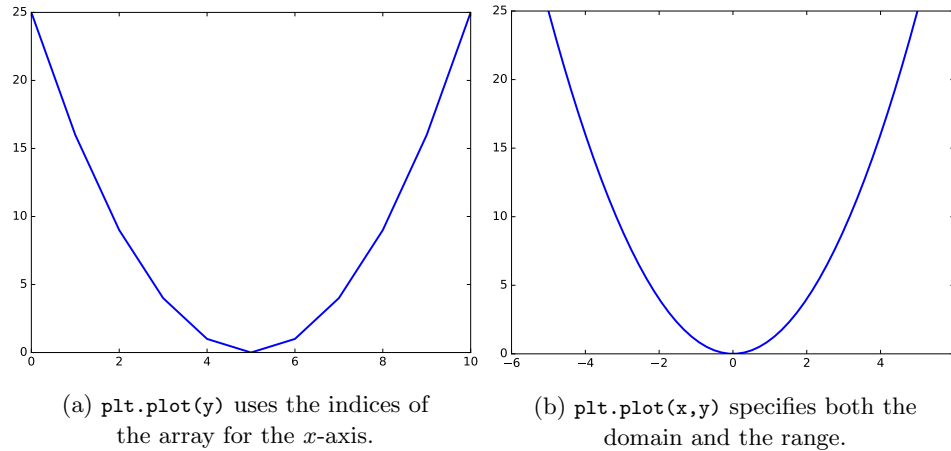 25
20
15
10
5
0
0 2 4 6 8 10
(a) plt.plot(y) uses the indices of
the array for the x-axis.
25
20
15
10
5
0
−6 −4 −2 0 2 4
(b) plt.plot(x,y) specifies both the
domain and the range.